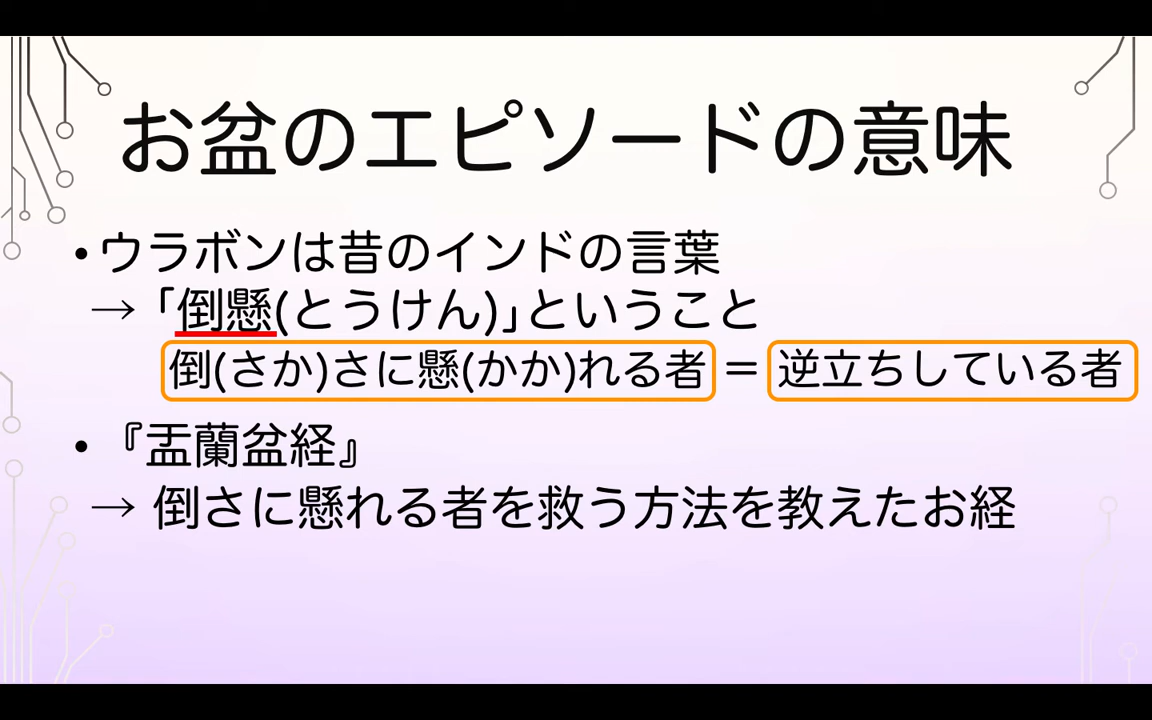 お盆のエピソードの意味
•ウラボンは昔のインドの言葉
→「倒懸(とうけん)」ということ
倒(さか)さに懸(かか)れる者＝逆立ちしている者
•『盂蘭盆経』
→ 倒さに懸れる者を救う方法を教えたお経